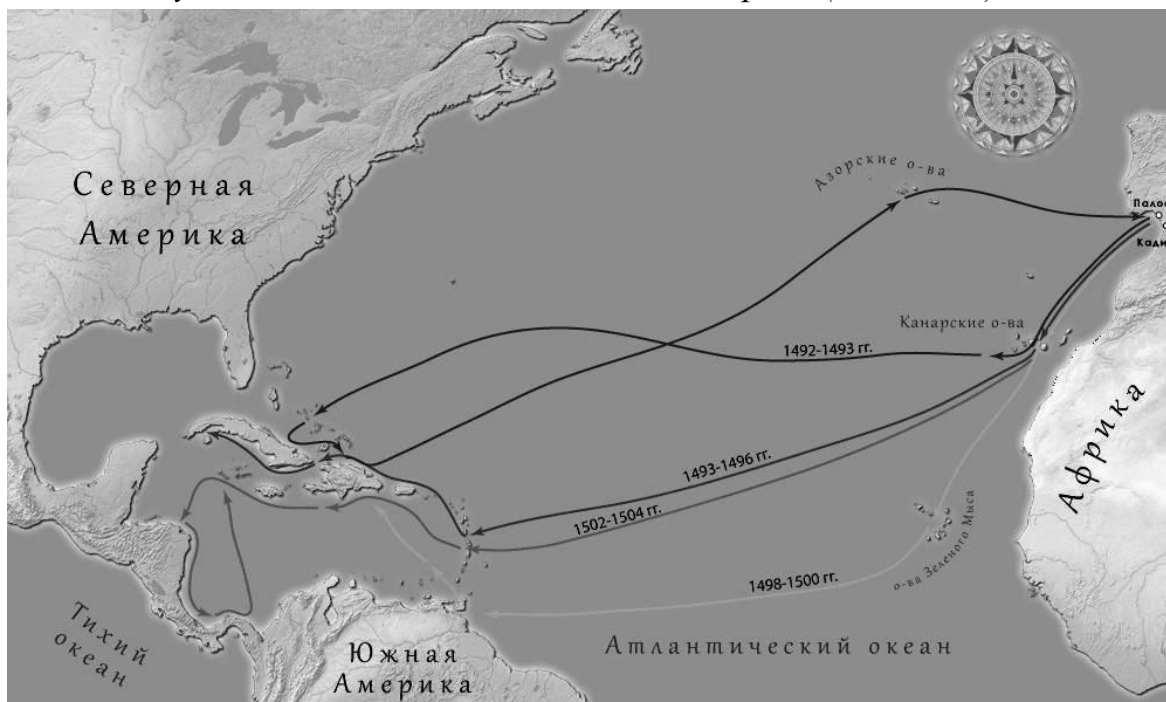 Северная
Америка
Азорские о-ва
Палос
Канарские о-ва
1492-1493 гг.
Африка
1493-1496 гг.
1502-1504 гг.
о-ва Зеленого Мыса
1498-1500 гг.
Тихий
океан
Южная
Америка
Атлантический океан